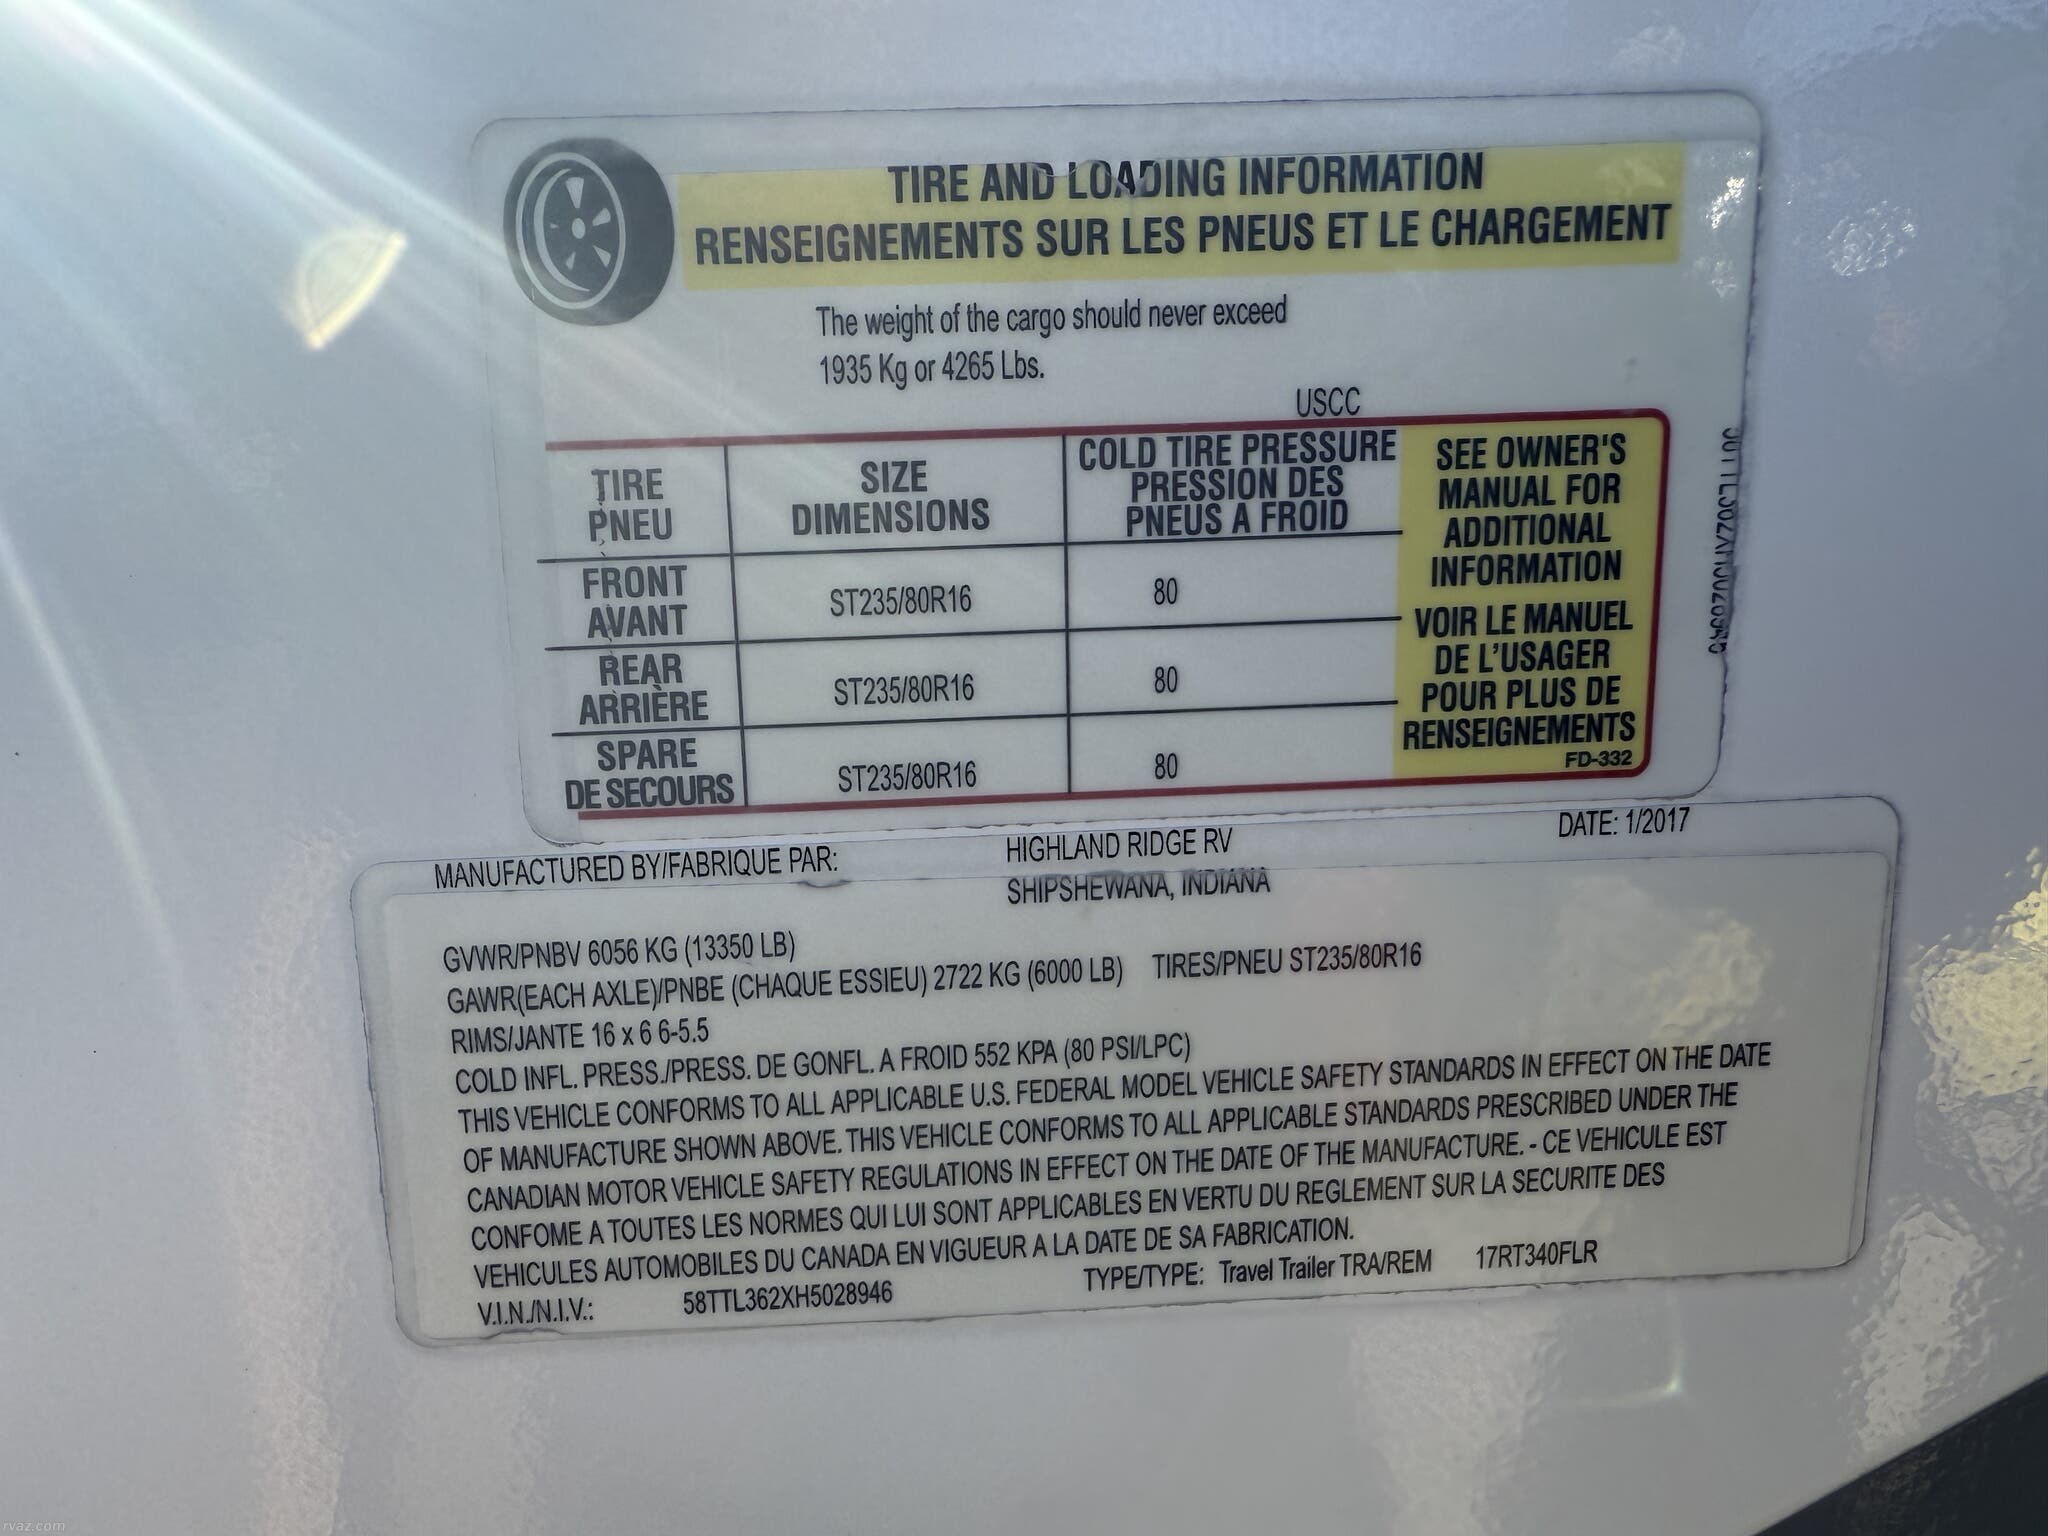 TIRE AND LOADING INFORMATION
RENSEIGNEMENTS SUR LES PNEUS ET LE CHARGEMENT
The weight of the cargo should never exceed
1935 Kg or 4265 Lbs.
USCC
TIRE
PNEU
SIZE
DIMENSIONS
COLD TIRE PRESSURE
PRESSION DES
PNEUS A FROID
FRONT
AVANT
ST235/80R16
80
REAR
ARRIÈRE
ST235/80R16
80
SPARE
DE SECOURS
ST235/80R16
80
SEE OWNER'S
MANUAL FOR
ADDITIONAL
INFORMATION
VOIR LE MANUEL
DE L'USAGER
POUR PLUS DE
RENSEIGNEMENTS
FD-332
MANUFACTURED BY/FABRIQUE PAR: HIGHLAND RIDGE RV DATE: 1/2017
SHIPSHEWANA, INDIANA
GVWR/PNBV 6056 KG (13350 LB)
GAWR(EACH AXLE)/PNBE (CHAQUE ESSIEU) 2722 KG (6000 LB) TIRES/PNEU ST235/80R16
RIMS/JANTE 16 x 6 6-5.5
COLD INFL. PRESS./PRESS. DE GONFL. A FROID 552 KPA (80 PSI/LPC)
THIS VEHICLE CONFORMS TO ALL APPLICABLE U.S. FEDERAL MODEL VEHICLE SAFETY STANDARDS IN EFFECT ON THE DATE
OF MANUFACTURE SHOWN ABOVE. THIS VEHICLE CONFORMS TO ALL APPLICABLE STANDARDS PRESCRIBED UNDER THE
CANADIAN MOTOR VEHICLE SAFETY REGULATIONS IN EFFECT ON THE DATE OF THE MANUFACTURE. - CE VEHICULE EST
CONFOME A TOUTES LES NORMES QUI LUI SONT APPLICABLES EN VERTU DU REGLEMENT SUR LA SECURITE DES
VEHICULES AUTOMOBILES DU CANADA EN VIGUEUR A LA DATE DE SA FABRICATION.
V.I.N./N.I.V.: 58TTL362XH5028946 TYPE/TYPE: Travel Trailer TRA/REM 17RT340FLR
rvaz.com